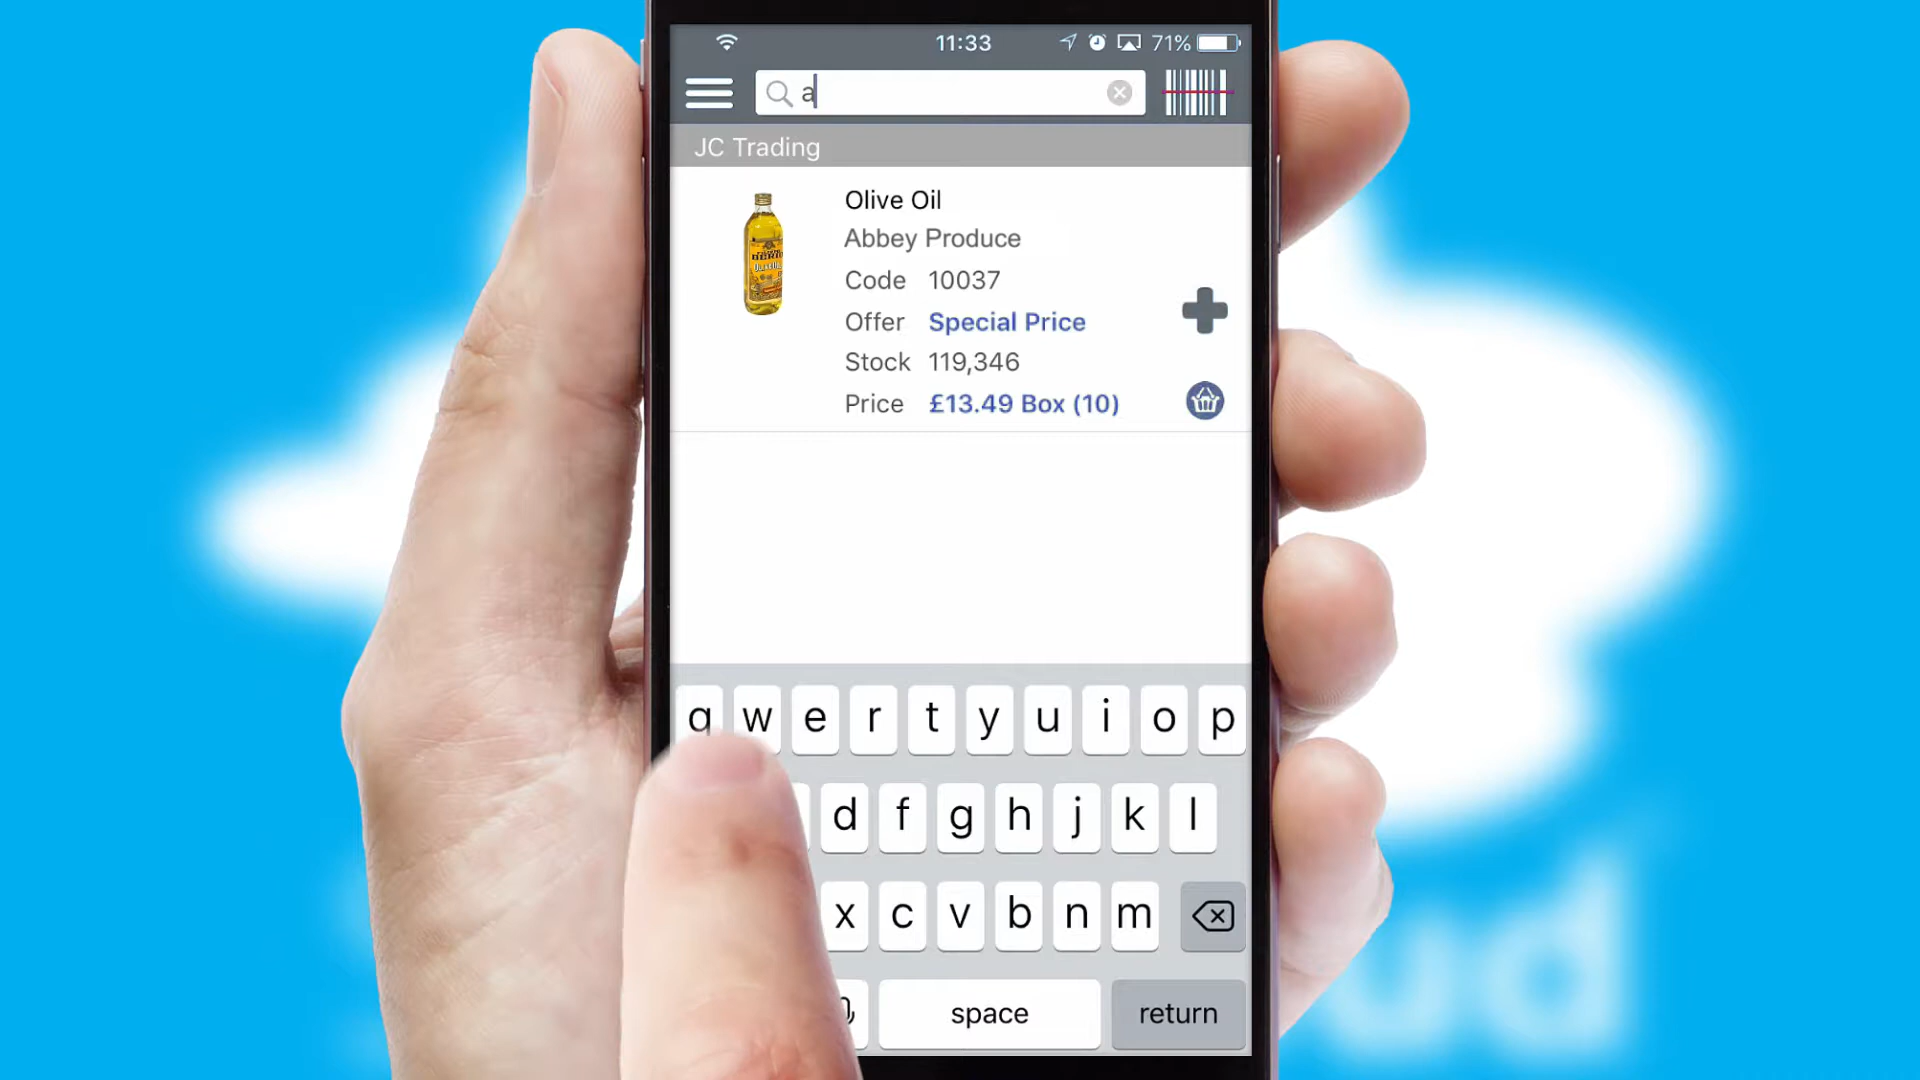 11:33 71%
a
JC Trading
Olive Oil
Abbey Produce
Code 10037
Offer Special Price
Stock 119,346
Price £13.49 Box (10)
q w e r t y u i o p
d f g h j k l
x c v b n m
space return